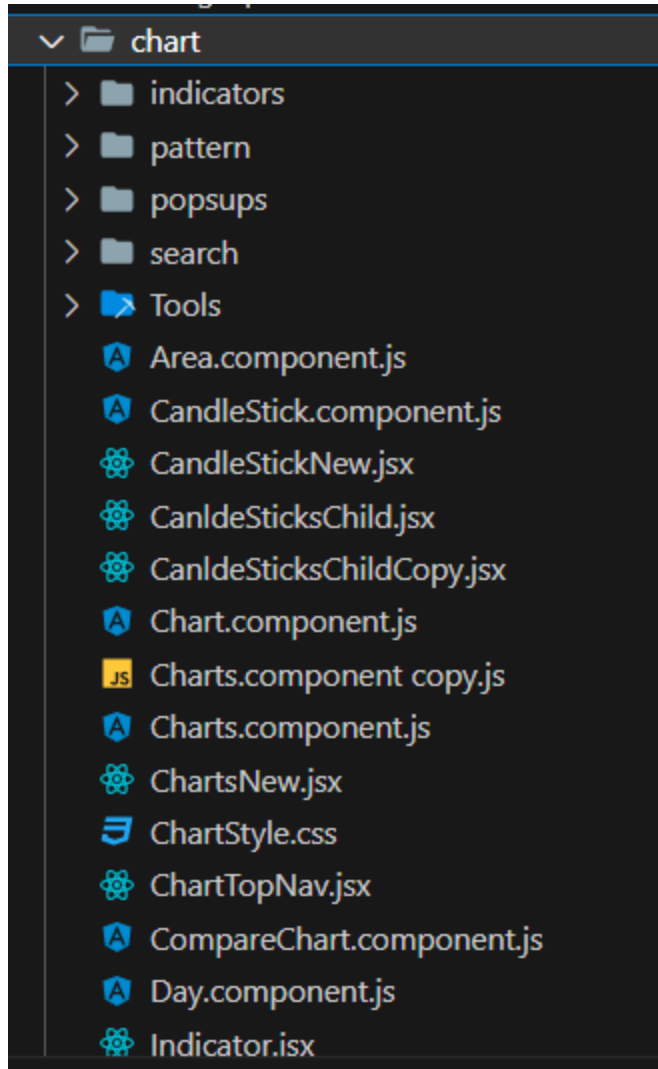 chart
indicators
pattern
popsups
search
Tools
Area.component.js
CandleStick.component.js
CandleStickNew.jsx
CanldeSticksChild.jsx
CanldeSticksChildCopy.jsx
Chart.component.js
JS Charts.component copy.js
Charts.component.js
ChartsNew.jsx
ChartStyle.css
ChartTopNav.jsx
CompareChart.component.js
Day.component.js
Indicator.jsx